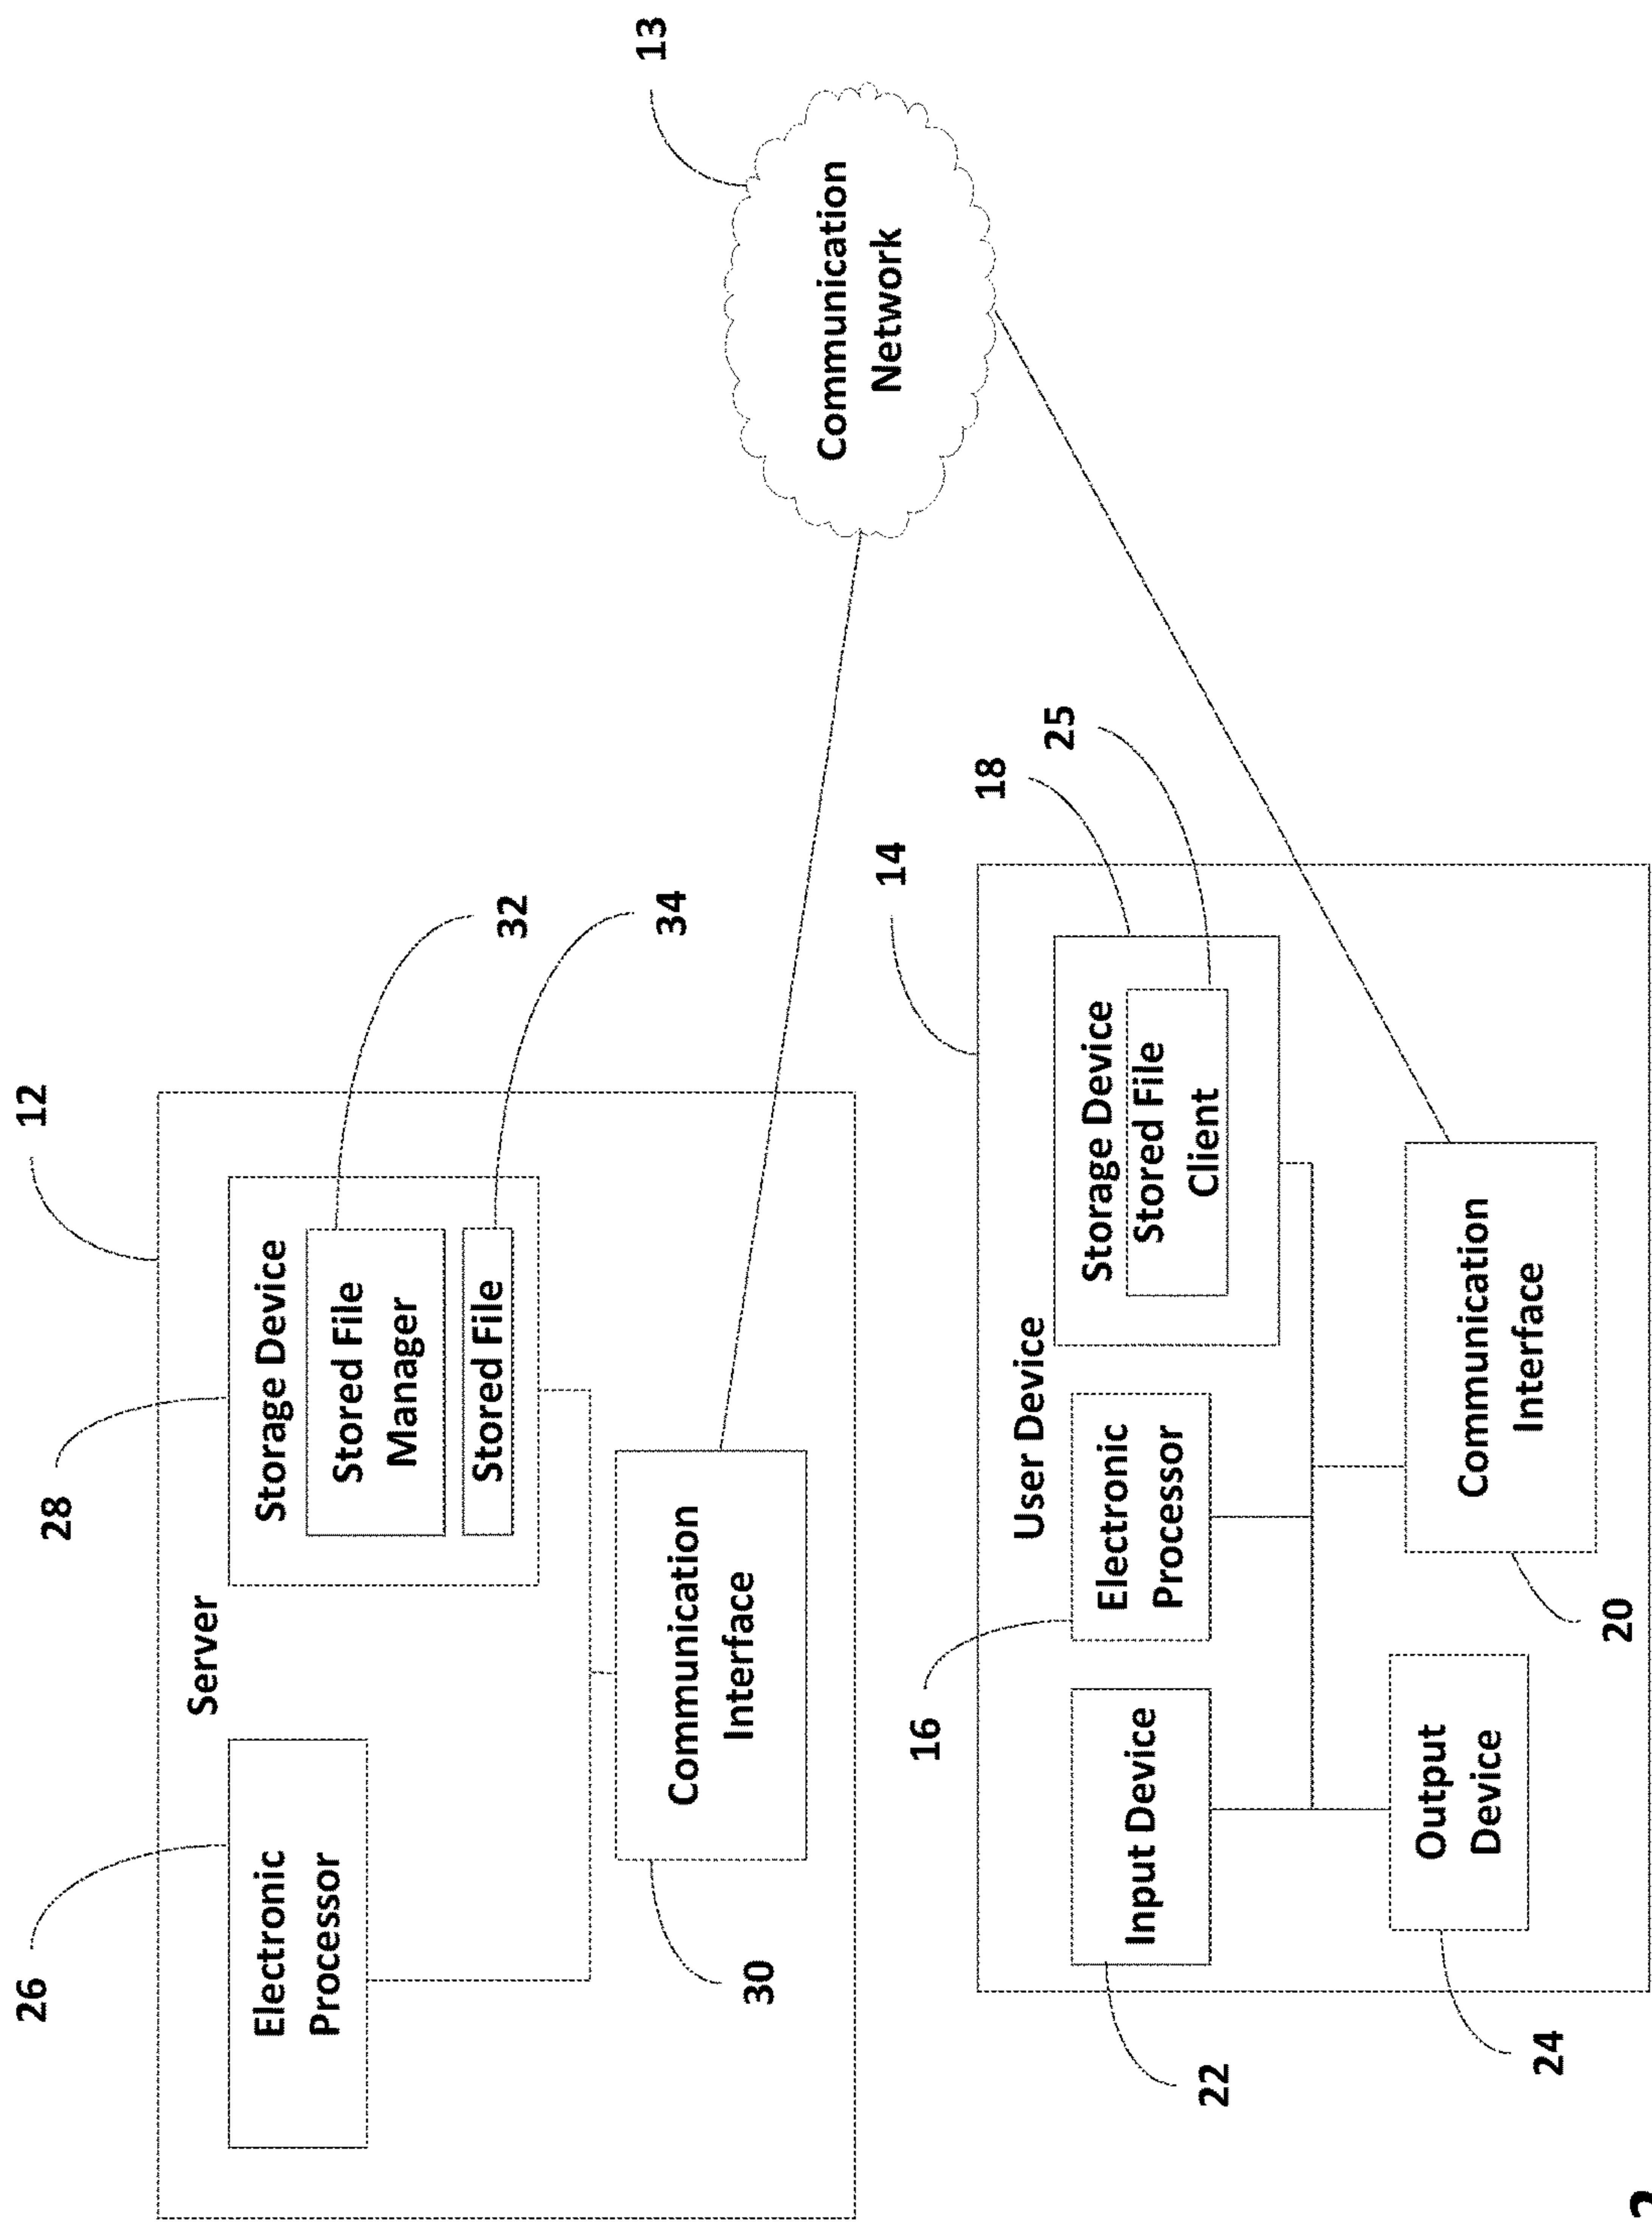 12
26
28
Server
Electronic
Processor
Storage Device
Stored File
Manager
Stored File
32
34
Communication
Interface
30
13
Communication
Network
14
18
25
User Device
Input Device
22
16
Electronic
Processor
Storage Device
Stored File
Client
Output
Device
24
Communication
Interface
20